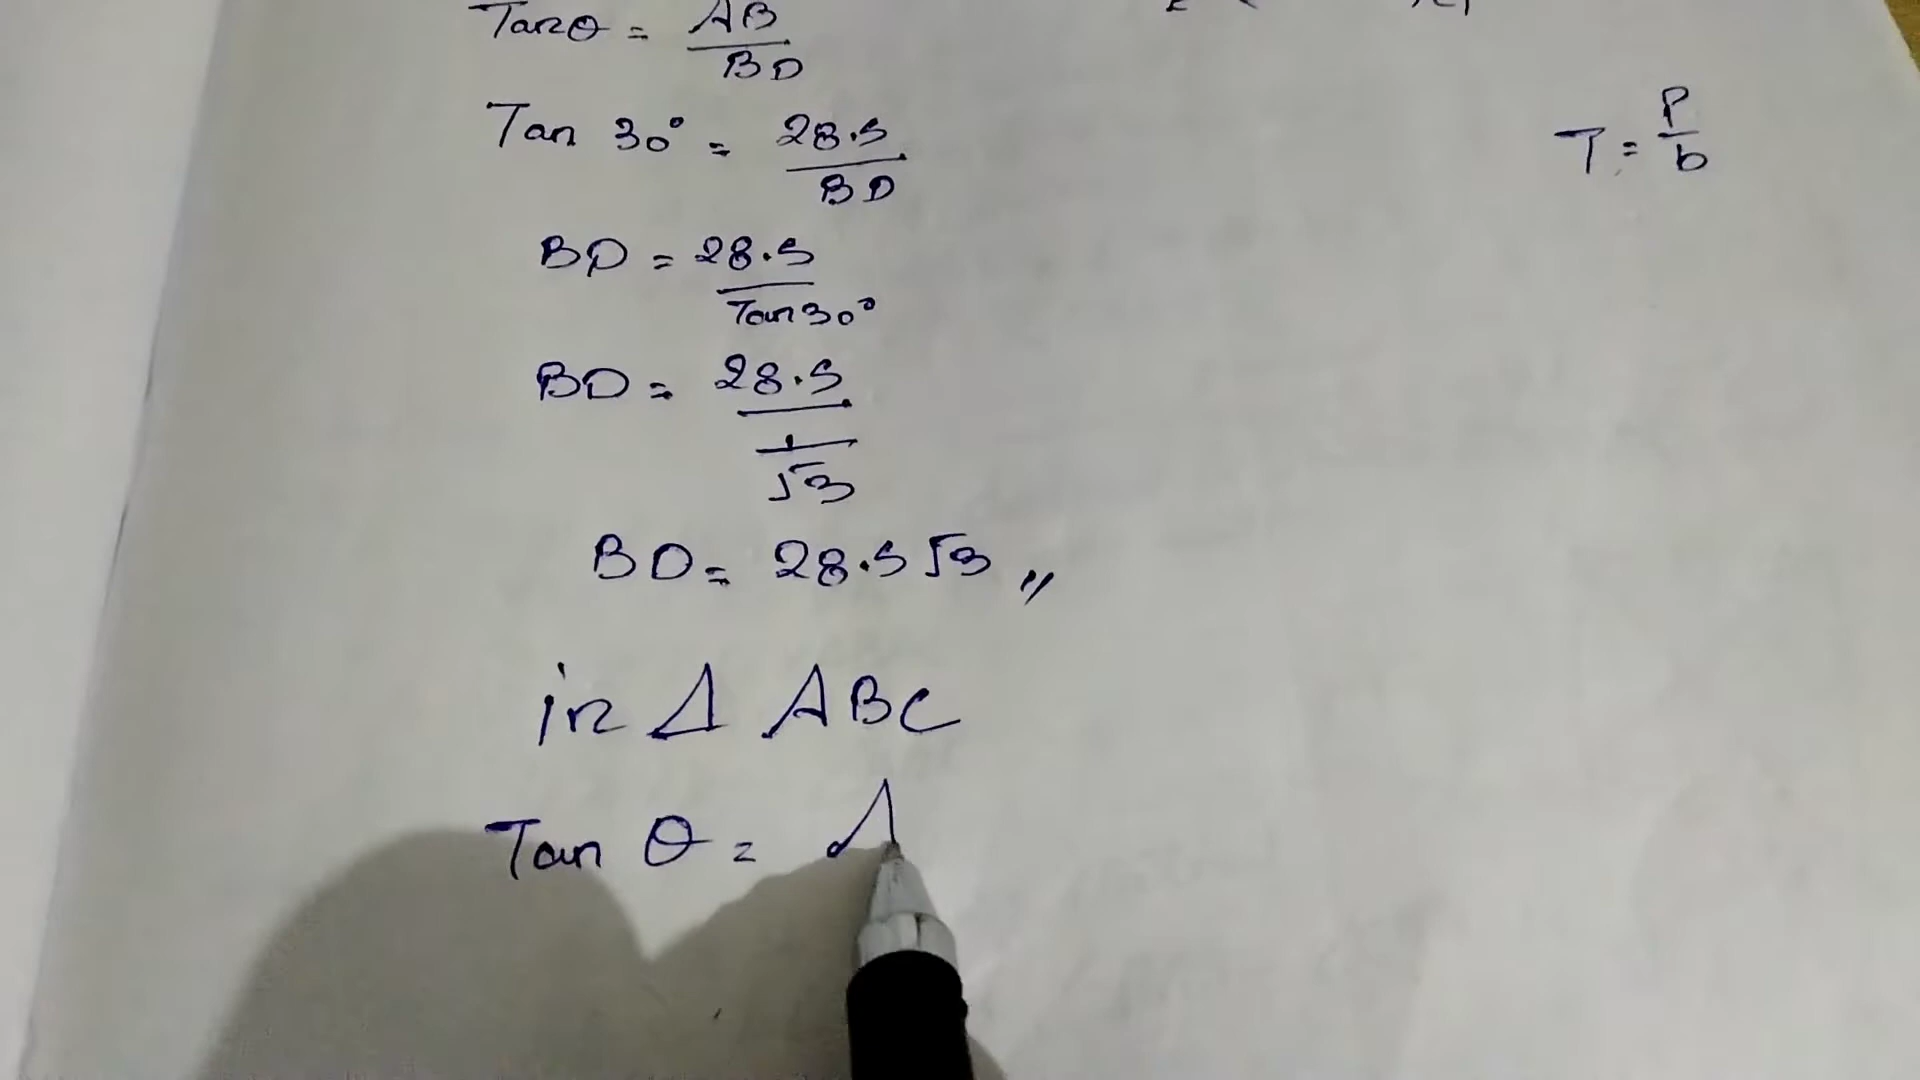 Tanθ = AB
BD
Tan 30° = 28.5
BD
T = P
b
BD = 28.5
Tan30°
BD = 28.5
1
√3
BD = 28.5√3 〃
in Δ ABC
Tan θ = A